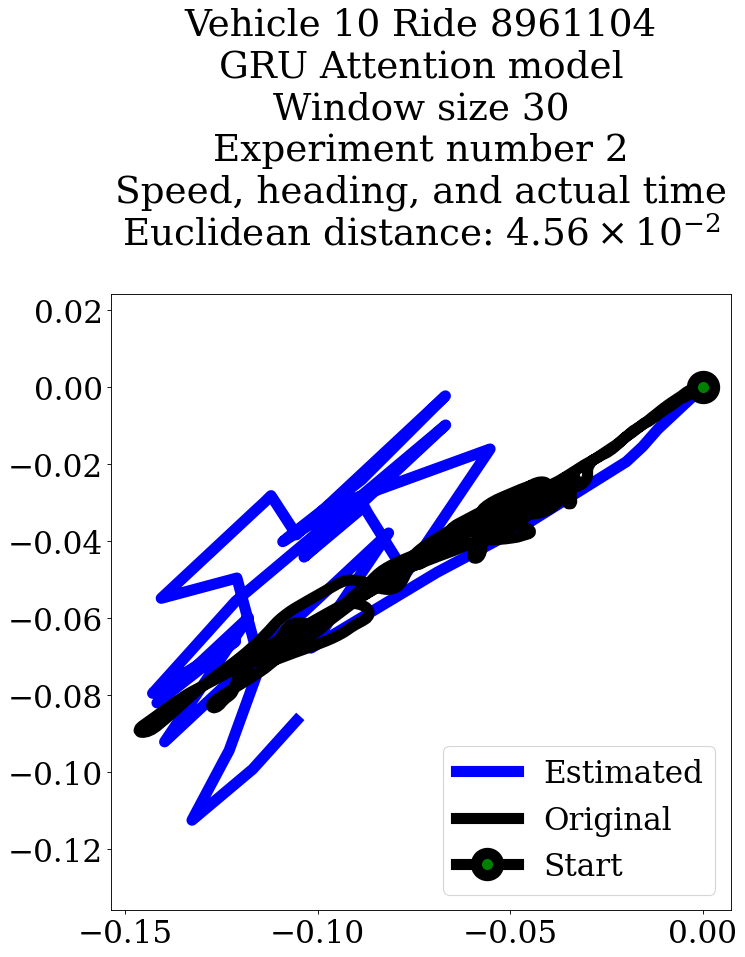 Vehicle 10 Ride 8961104
GRU Attention model
Window size 30
Experiment number 2
Speed, heading, and actual time
Euclidean distance: 4.56 × 10⁻²
0.02
0.00
−0.02
−0.04
−0.06
−0.08
−0.10
−0.12
Estimated
Original
Start
−0.15
−0.10
−0.05
0.00